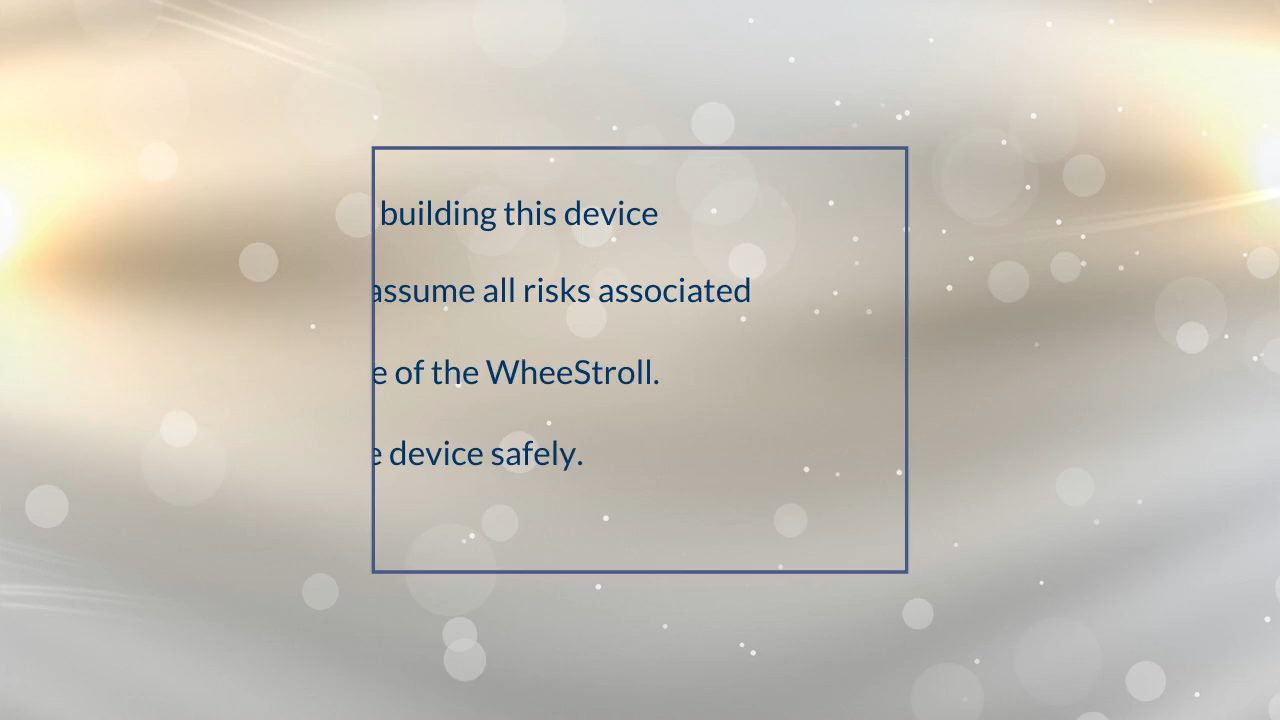 building this device
assume all risks associated
e of the WheeStroll.
e device safely.